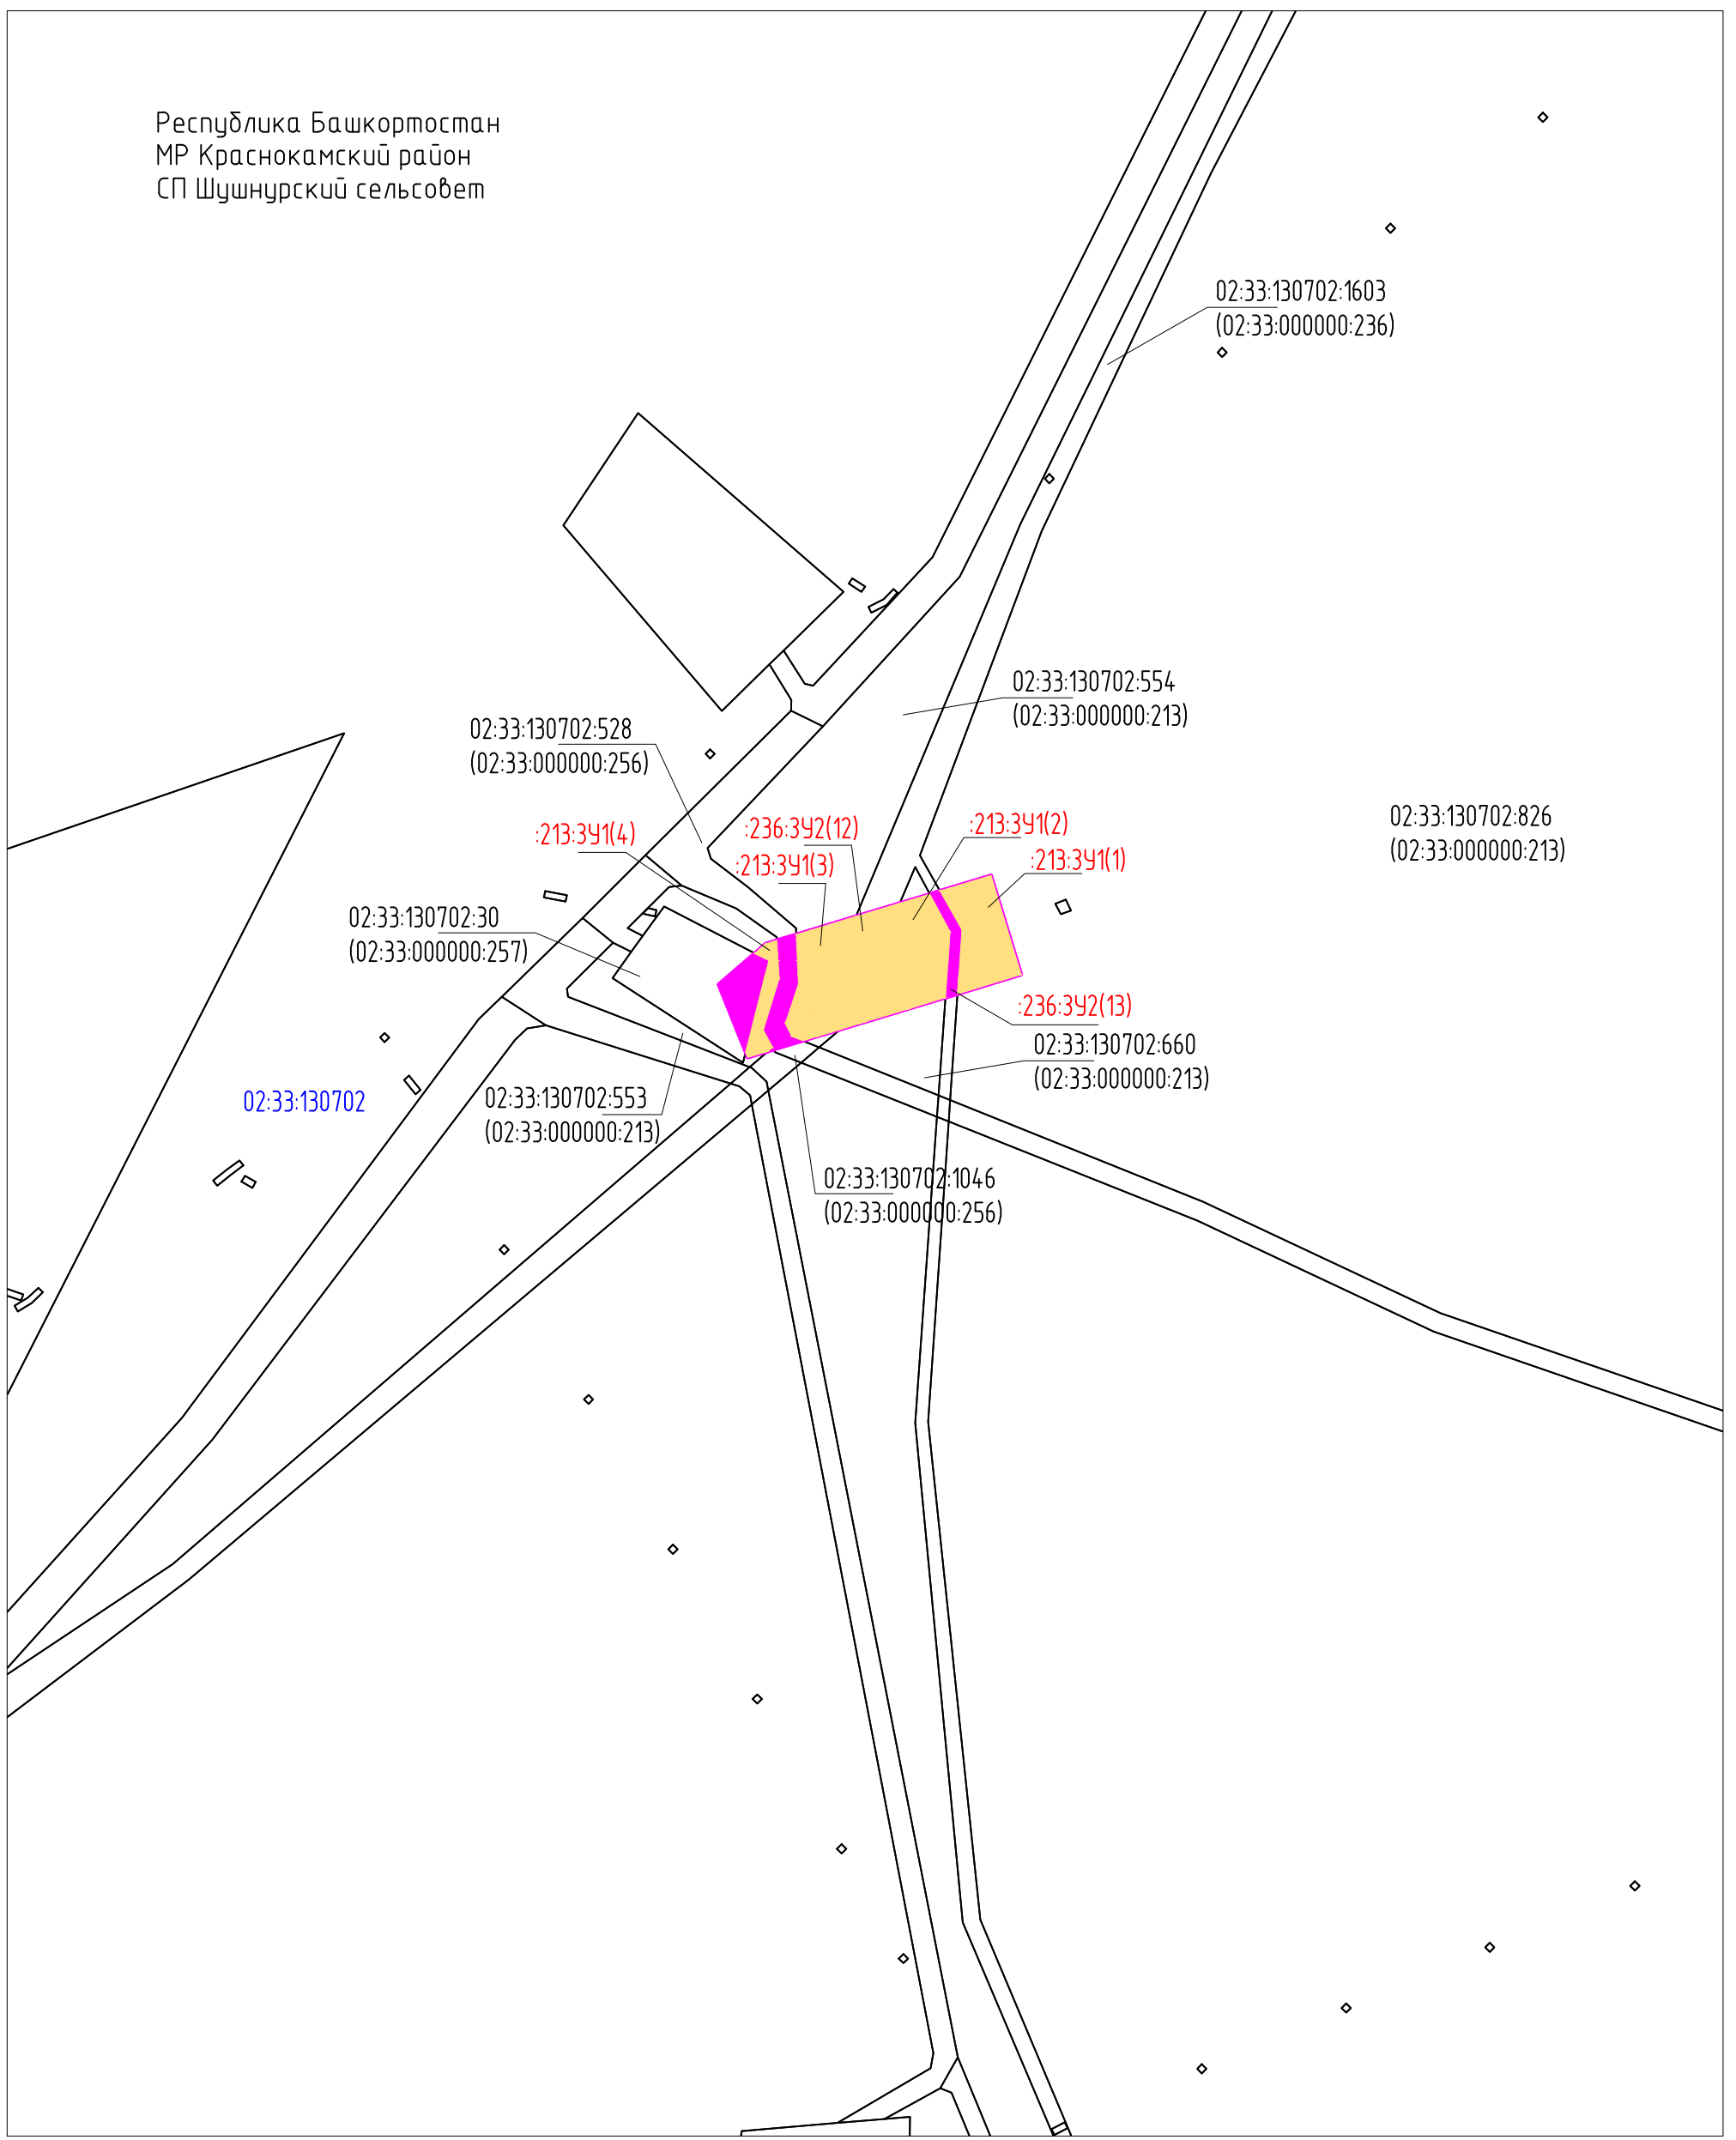 Республика Башкортостан
МР Краснокамский район
СП Шушнурский сельсовет
02:33:130702:1603
(02:33:000000:236)
02:33:130702:554
(02:33:000000:213)
02:33:130702:528
(02:33:000000:256)
:213:ЗУ1(4)
:236:ЗУ2(12)
:213:ЗУ1(3)
:213:ЗУ1(2)
:213:ЗУ1(1)
02:33:130702:826
(02:33:000000:213)
02:33:130702:30
(02:33:000000:257)
:236:ЗУ2(13)
02:33:130702:660
(02:33:000000:213)
02:33:130702
02:33:130702:553
(02:33:000000:213)
02:33:130702:1046
(02:33:000000:256)